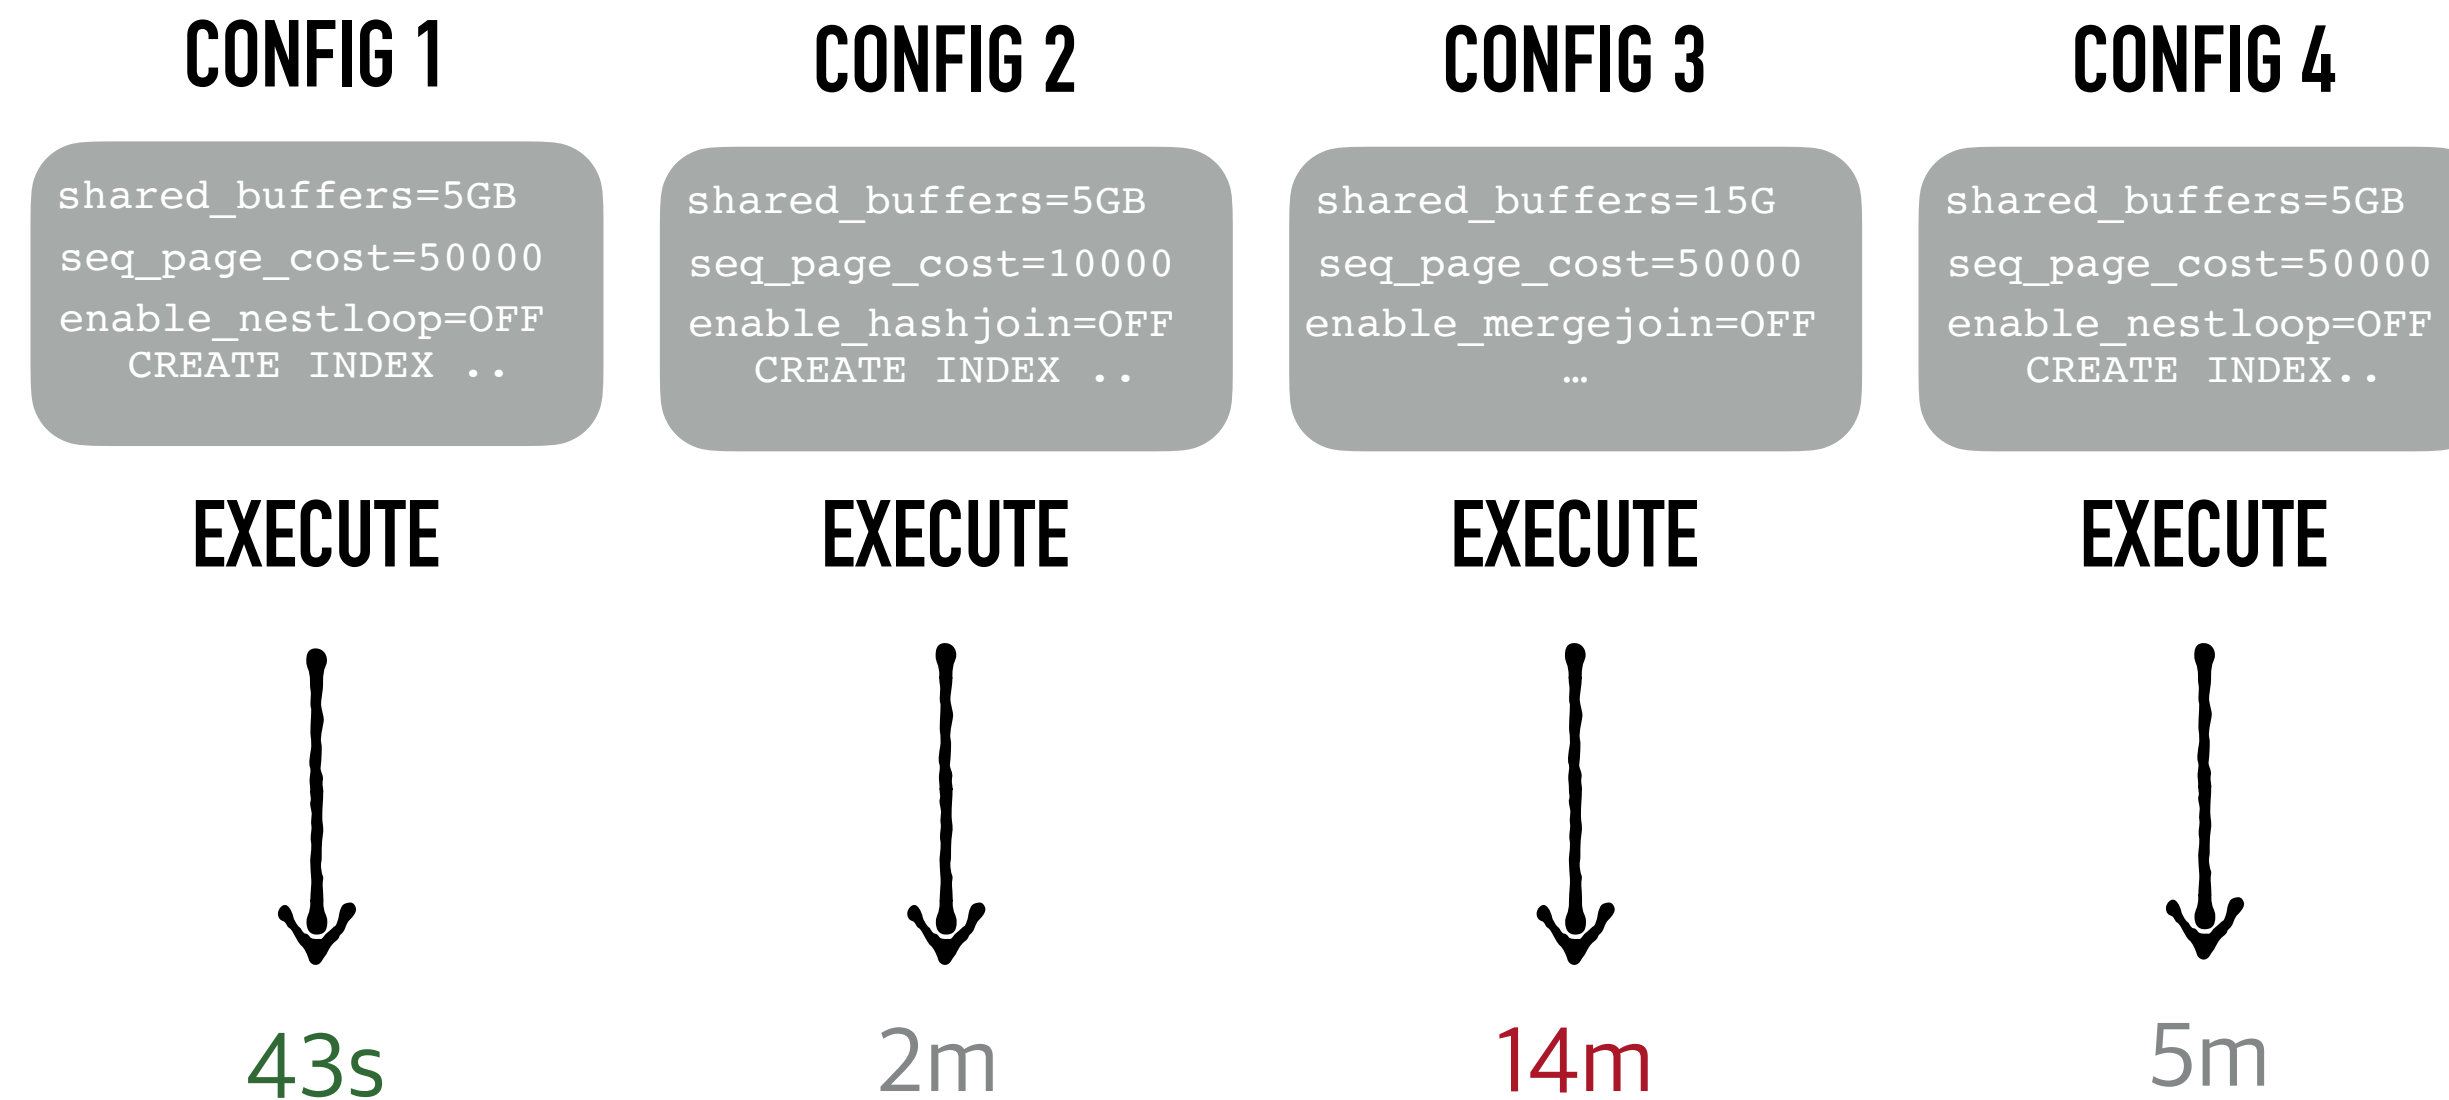 CONFIG 1
shared_buffers=5GB
seq_page_cost=50000
enable_nestloop=OFF
CREATE INDEX ..
EXECUTE
43s
CONFIG 2
shared_buffers=5GB
seq_page_cost=10000
enable_hashjoin=OFF
CREATE INDEX ..
EXECUTE
2m
CONFIG 3
shared_buffers=15G
seq_page_cost=50000
enable_mergejoin=OFF
…
EXECUTE
14m
CONFIG 4
shared_buffers=5GB
seq_page_cost=50000
enable_nestloop=OFF
CREATE INDEX..
EXECUTE
5m